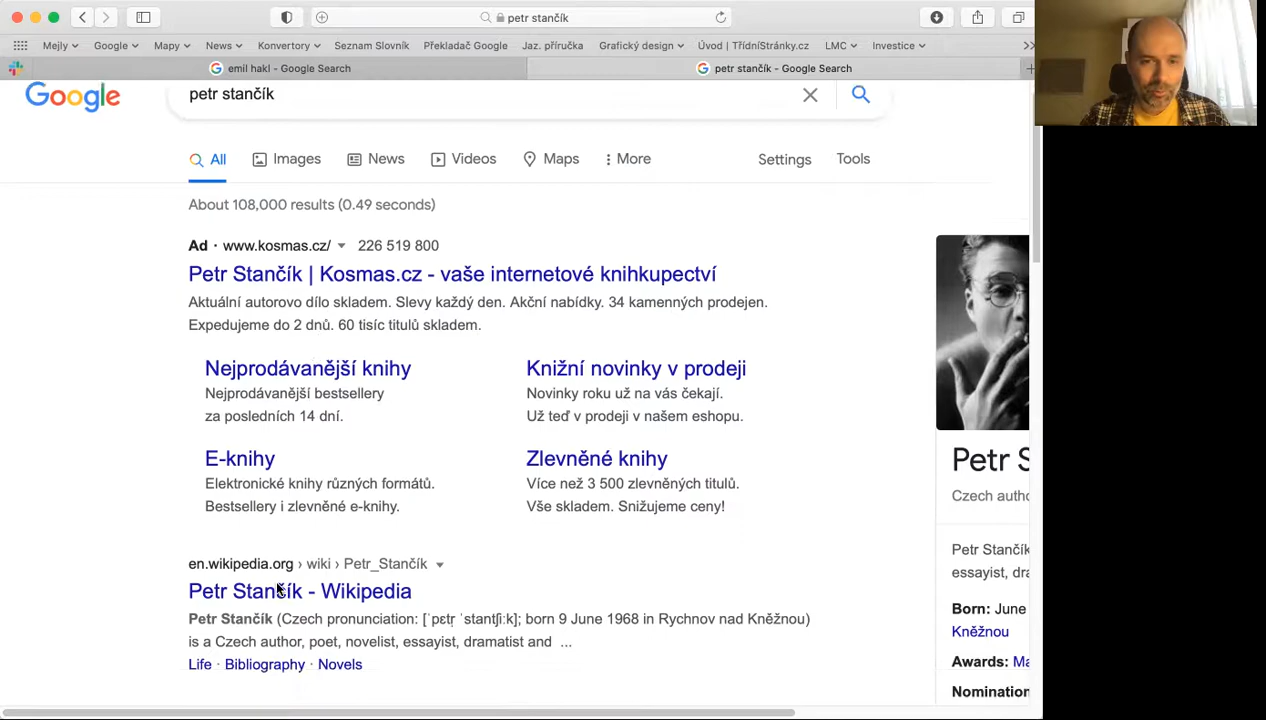 petr stančík
Mejly Google Mapy News Konvertory Seznam Slovník Překladač Google Jaz. příručka Grafický design Úvod | TřídníStránky.cz LMC Investice
emil hakl - Google Search petr stančík - Google Search
Google petr stančík
All Images News Videos Maps More Settings Tools
About 108,000 results (0.49 seconds)
Ad · www.kosmas.cz/ 226 519 800
Petr Stančík | Kosmas.cz - vaše internetové knihkupectví
Aktuální autorovo dílo skladem. Slevy každý den. Akční nabídky. 34 kamenných prodejen.
Expedujeme do 2 dnů. 60 tisíc titulů skladem.
Nejprodávanější knihy
Nejprodávanější bestsellery
za posledních 14 dní.
Knižní novinky v prodeji
Novinky roku už na vás čekají.
Už teď v prodeji v našem eshopu.
E-knihy
Elektronické knihy různých formátů.
Bestsellery i zlevněné e-knihy.
Zlevněné knihy
Více než 3 500 zlevněných titulů.
Vše skladem. Snižujeme ceny!
en.wikipedia.org › wiki › Petr_Stančík
Petr Stančík - Wikipedia
Petr Stančík (Czech pronunciation: [ˈpɛtr̩ ˈstantʃiːk]; born 9 June 1968 in Rychnov nad Kněžnou)
is a Czech author, poet, novelist, essayist, dramatist and ...
Life · Bibliography · Novels
Petr S
Czech autho
Petr Stančík
essayist, dra
Born: June
Kněžnou
Awards: Ma
Nomination